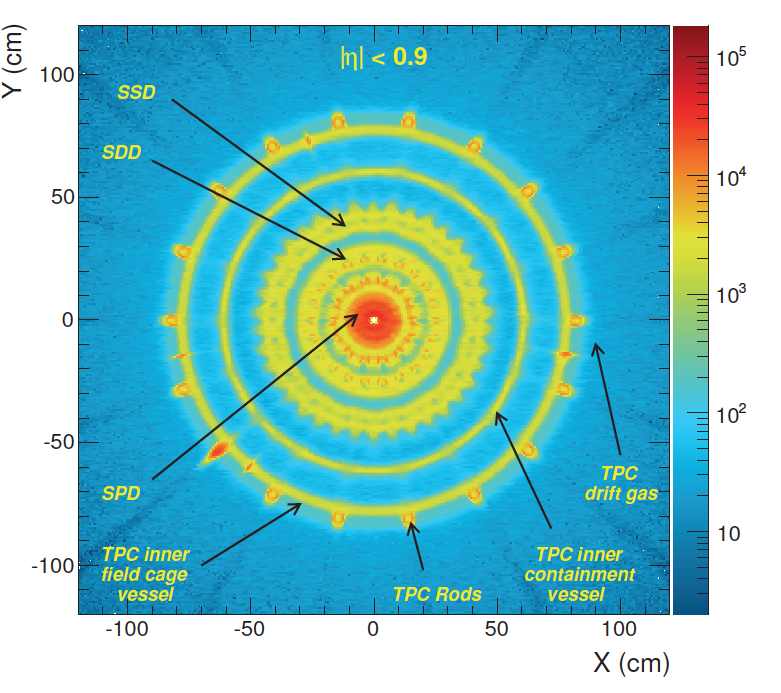 |η| < 0.9
Y (cm)
100
50
0
-50
-100
SSD
SDD
SPD
TPC inner
field cage
vessel
TPC Rods
TPC inner
containment
vessel
TPC
drift gas
-100
-50
0
50
100
X (cm)
10⁵
10⁴
10³
10²
10